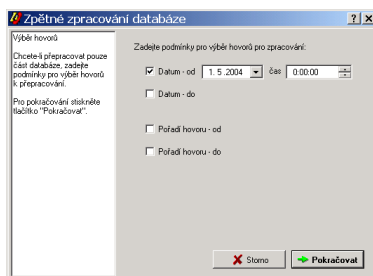 Zpětné zpracování databáze
Výběr hovorů
Chcete-li přepracovat pouze
část databáze, zadejte
podmínky pro výběr hovorů
k přepracování.
Pro pokračování stiskněte
tlačítko "Pokračovat".
Zadejte podmínky pro výběr hovorů pro zpracování:
Datum - od 1. 5 .2004 čas 0:00:00
Datum - do
Pořadí hovoru - od
Pořadí hovoru - do
Storno Pokračovat